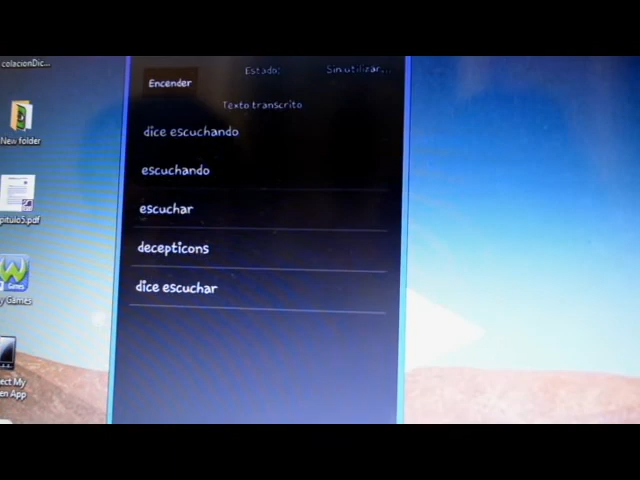 colacionDic...
New folder
pitulo5.pdf
Games
y Games
ect My
en App
Encender
Estado:
Sin utilizar...
Texto transcrito
dice escuchando
escuchando
escuchar
decepticons
dice escuchar